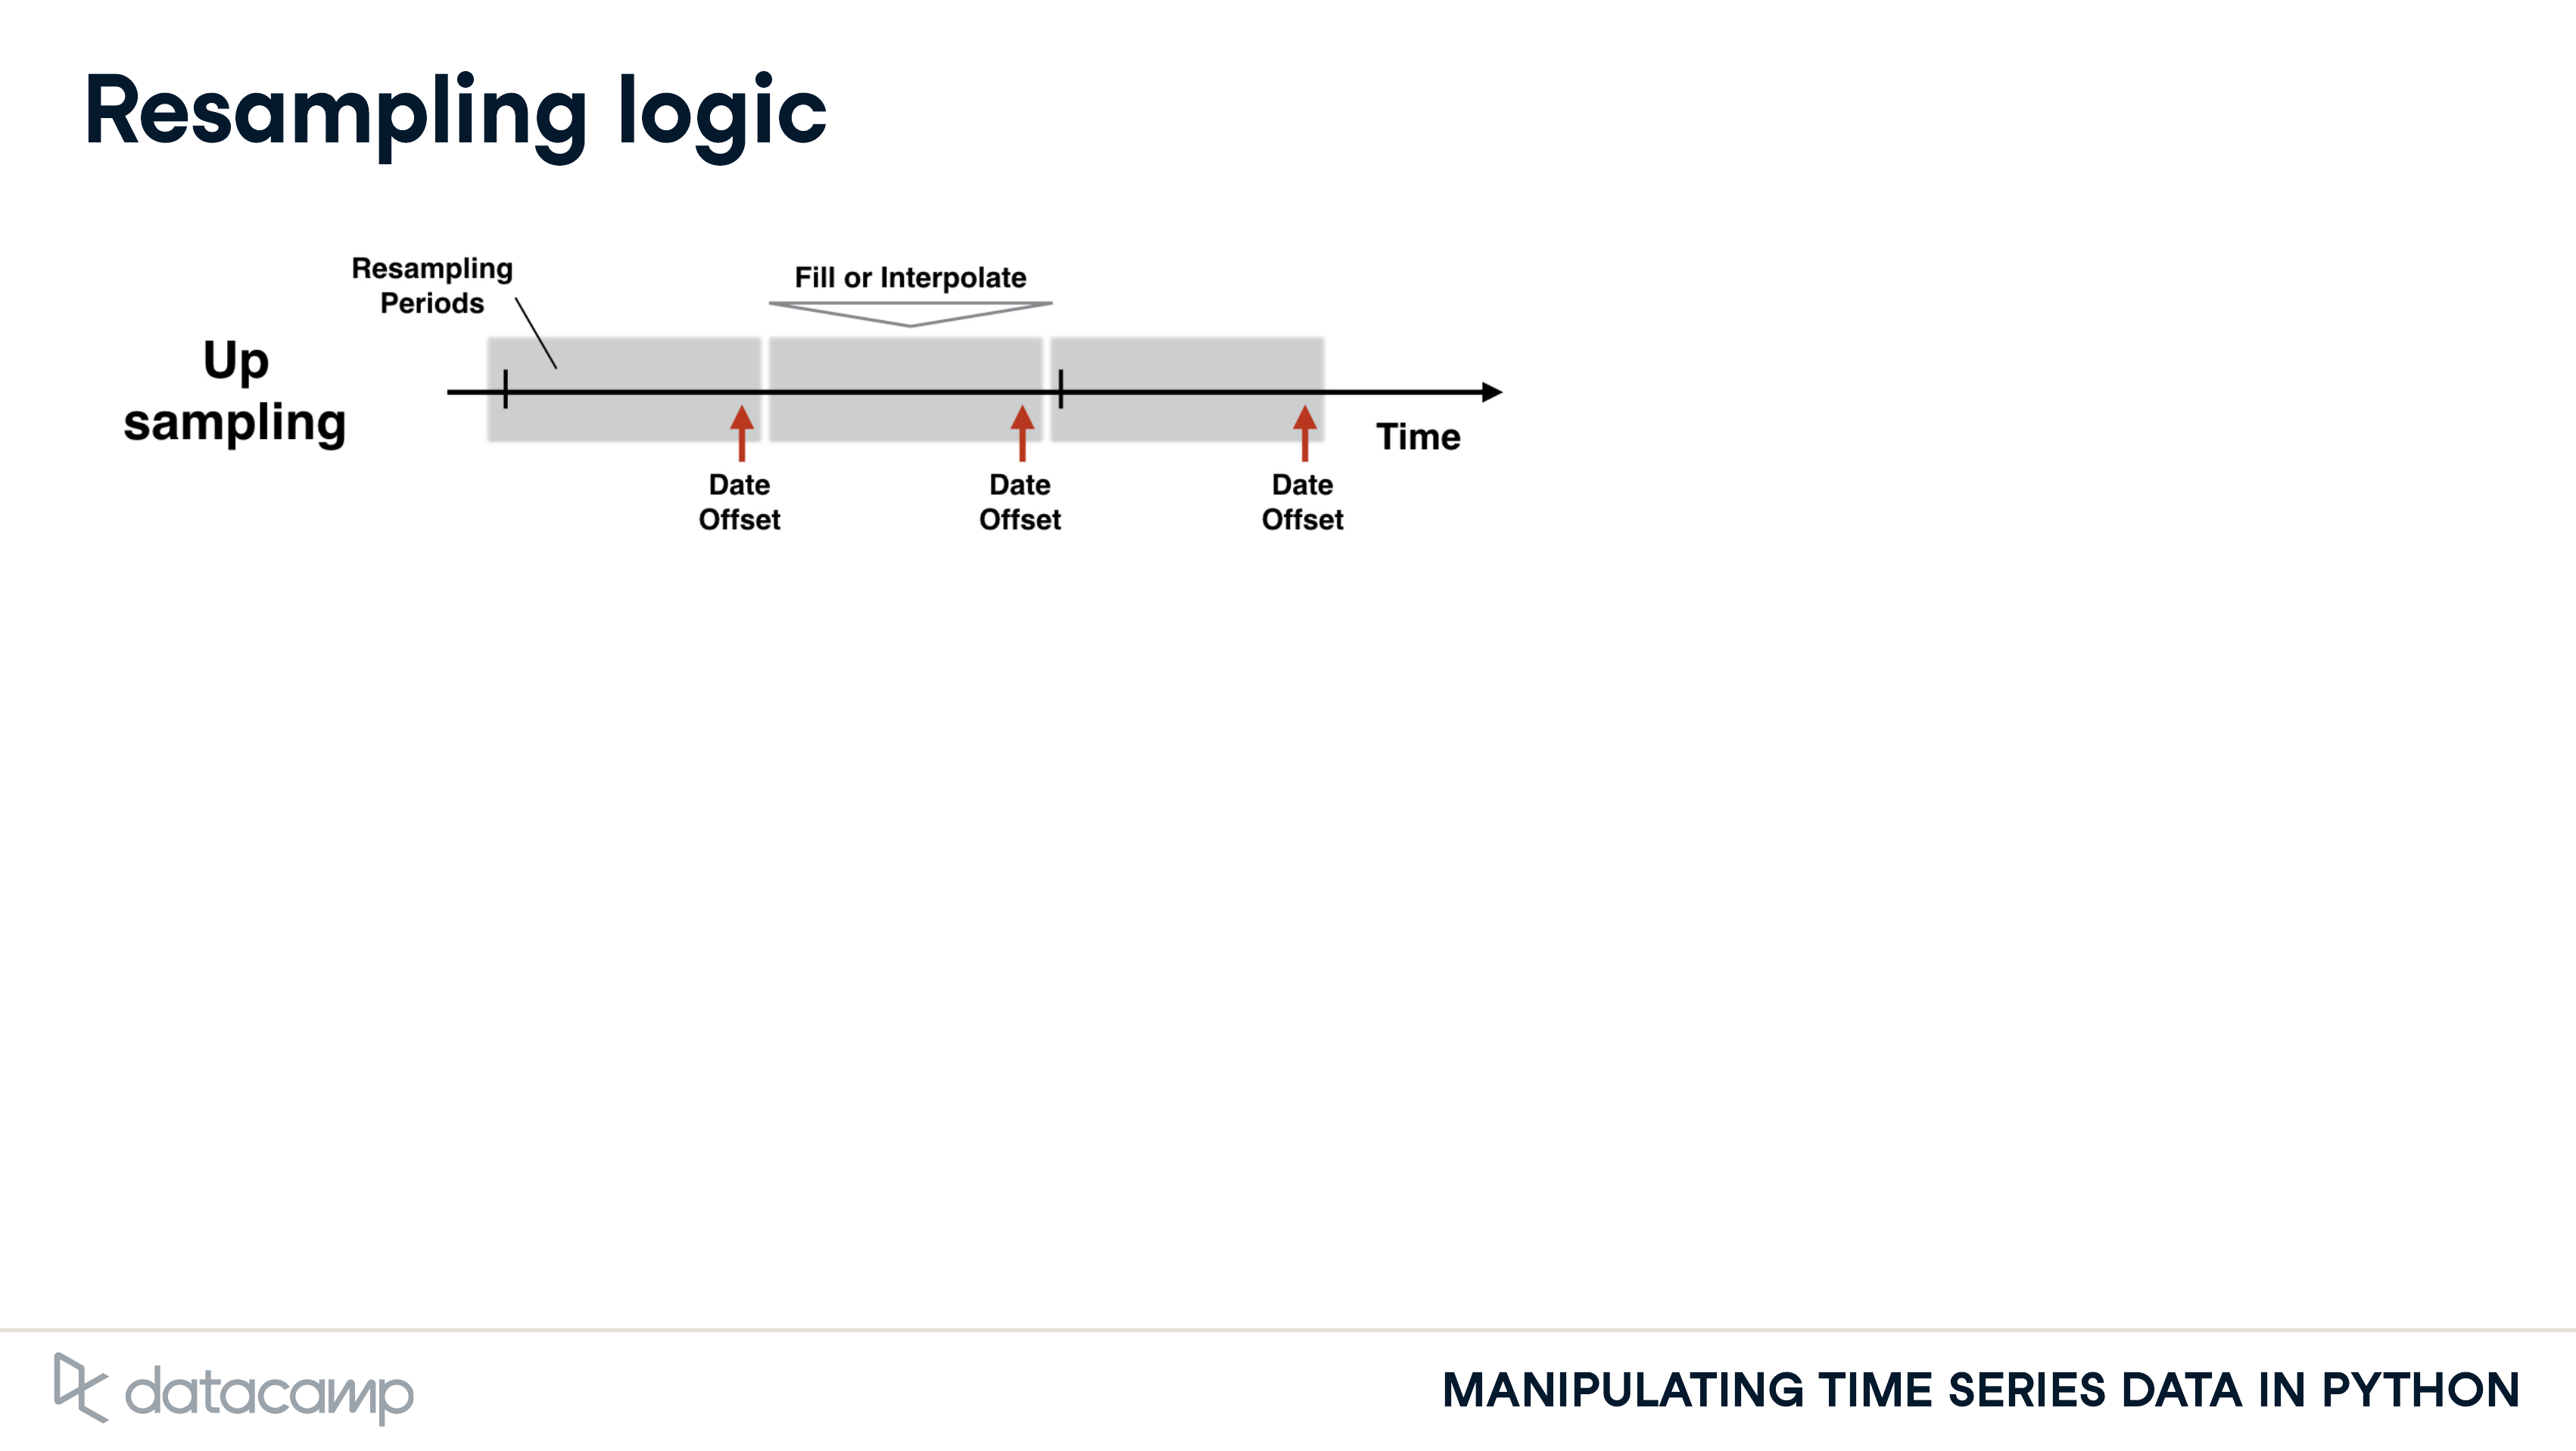 Resampling logic
Resampling
Periods
Fill or Interpolate
Up
sampling
Time
Date
Offset
Date
Offset
Date
Offset
datacamp
MANIPULATING TIME SERIES DATA IN PYTHON